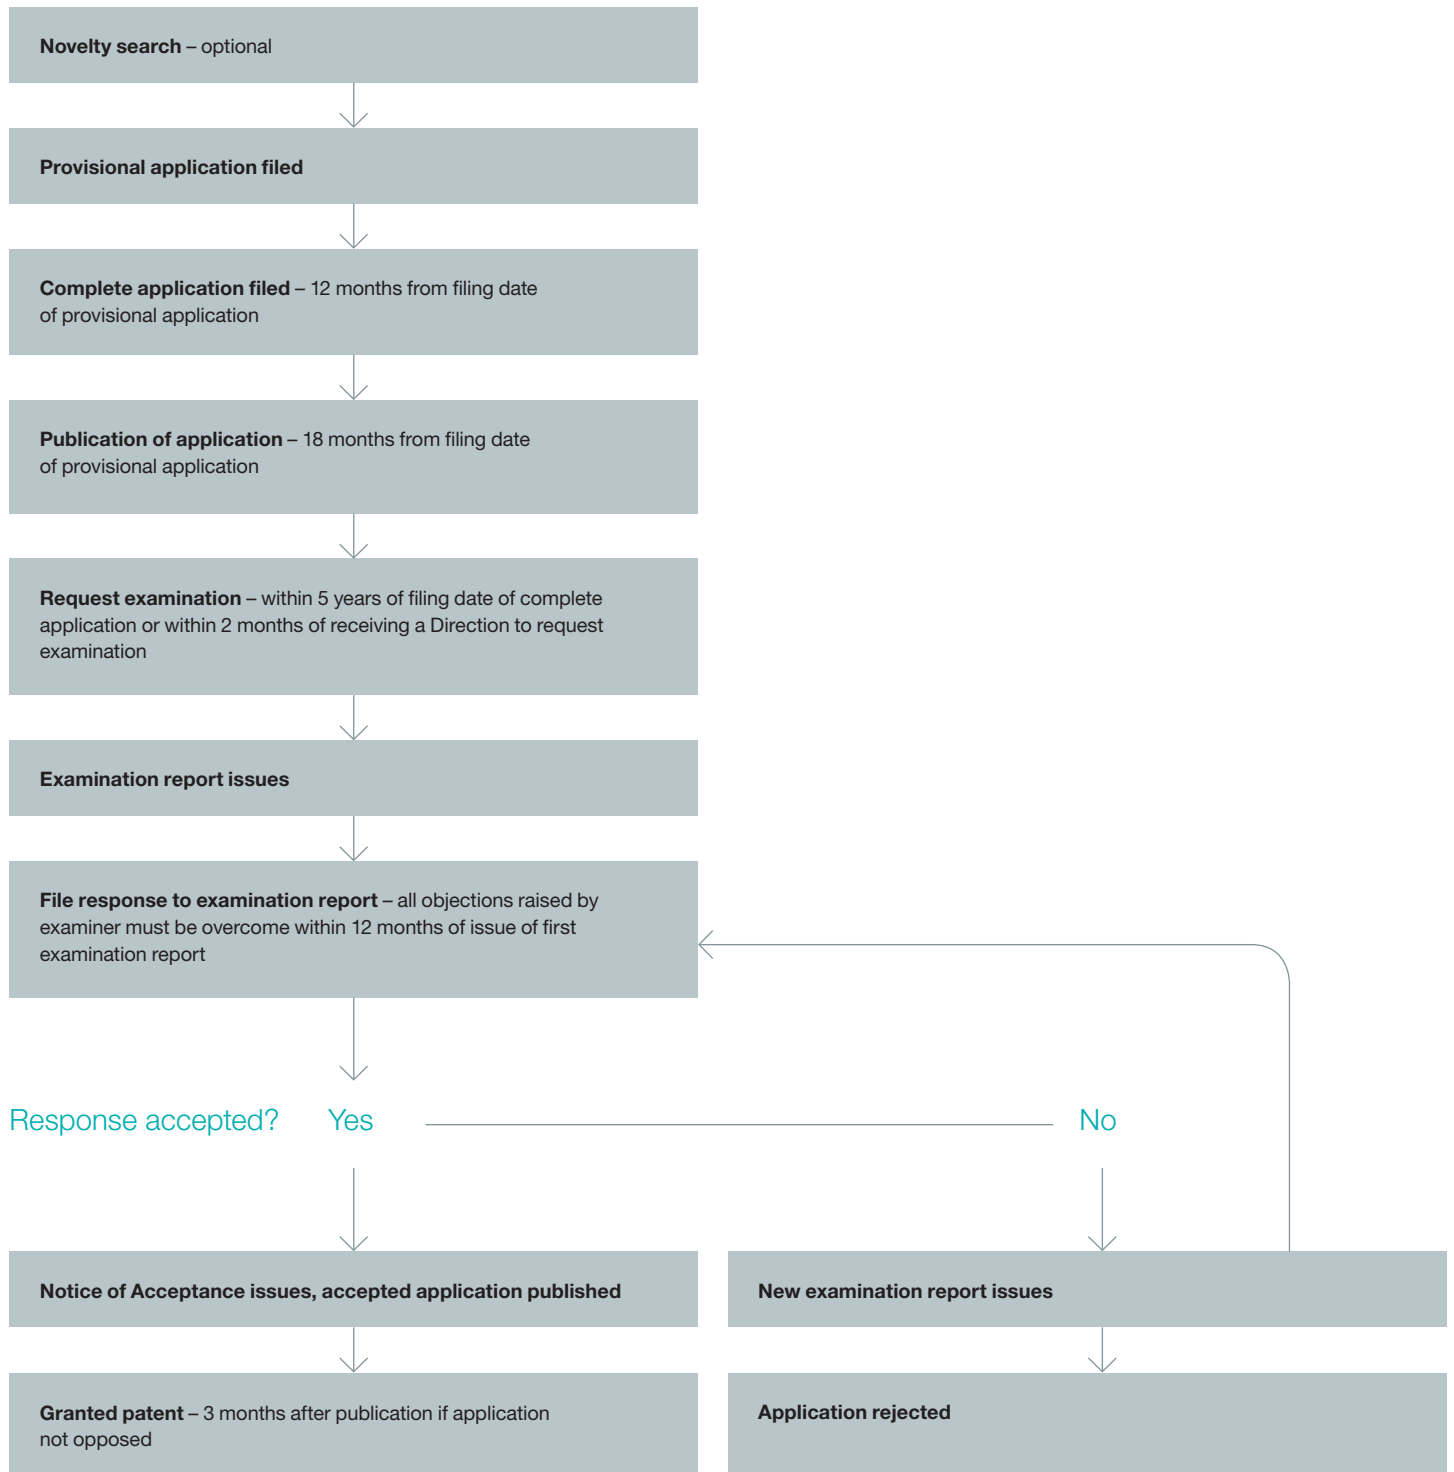 Novelty search – optional
Provisional application filed
Complete application filed – 12 months from filing date
of provisional application
Publication of application – 18 months from filing date
of provisional application
Request examination – within 5 years of filing date of complete
application or within 2 months of receiving a Direction to request
examination
Examination report issues
File response to examination report – all objections raised by
examiner must be overcome within 12 months of issue of first
examination report
Response accepted? Yes No
Notice of Acceptance issues, accepted application published
New examination report issues
Granted patent – 3 months after publication if application
not opposed
Application rejected